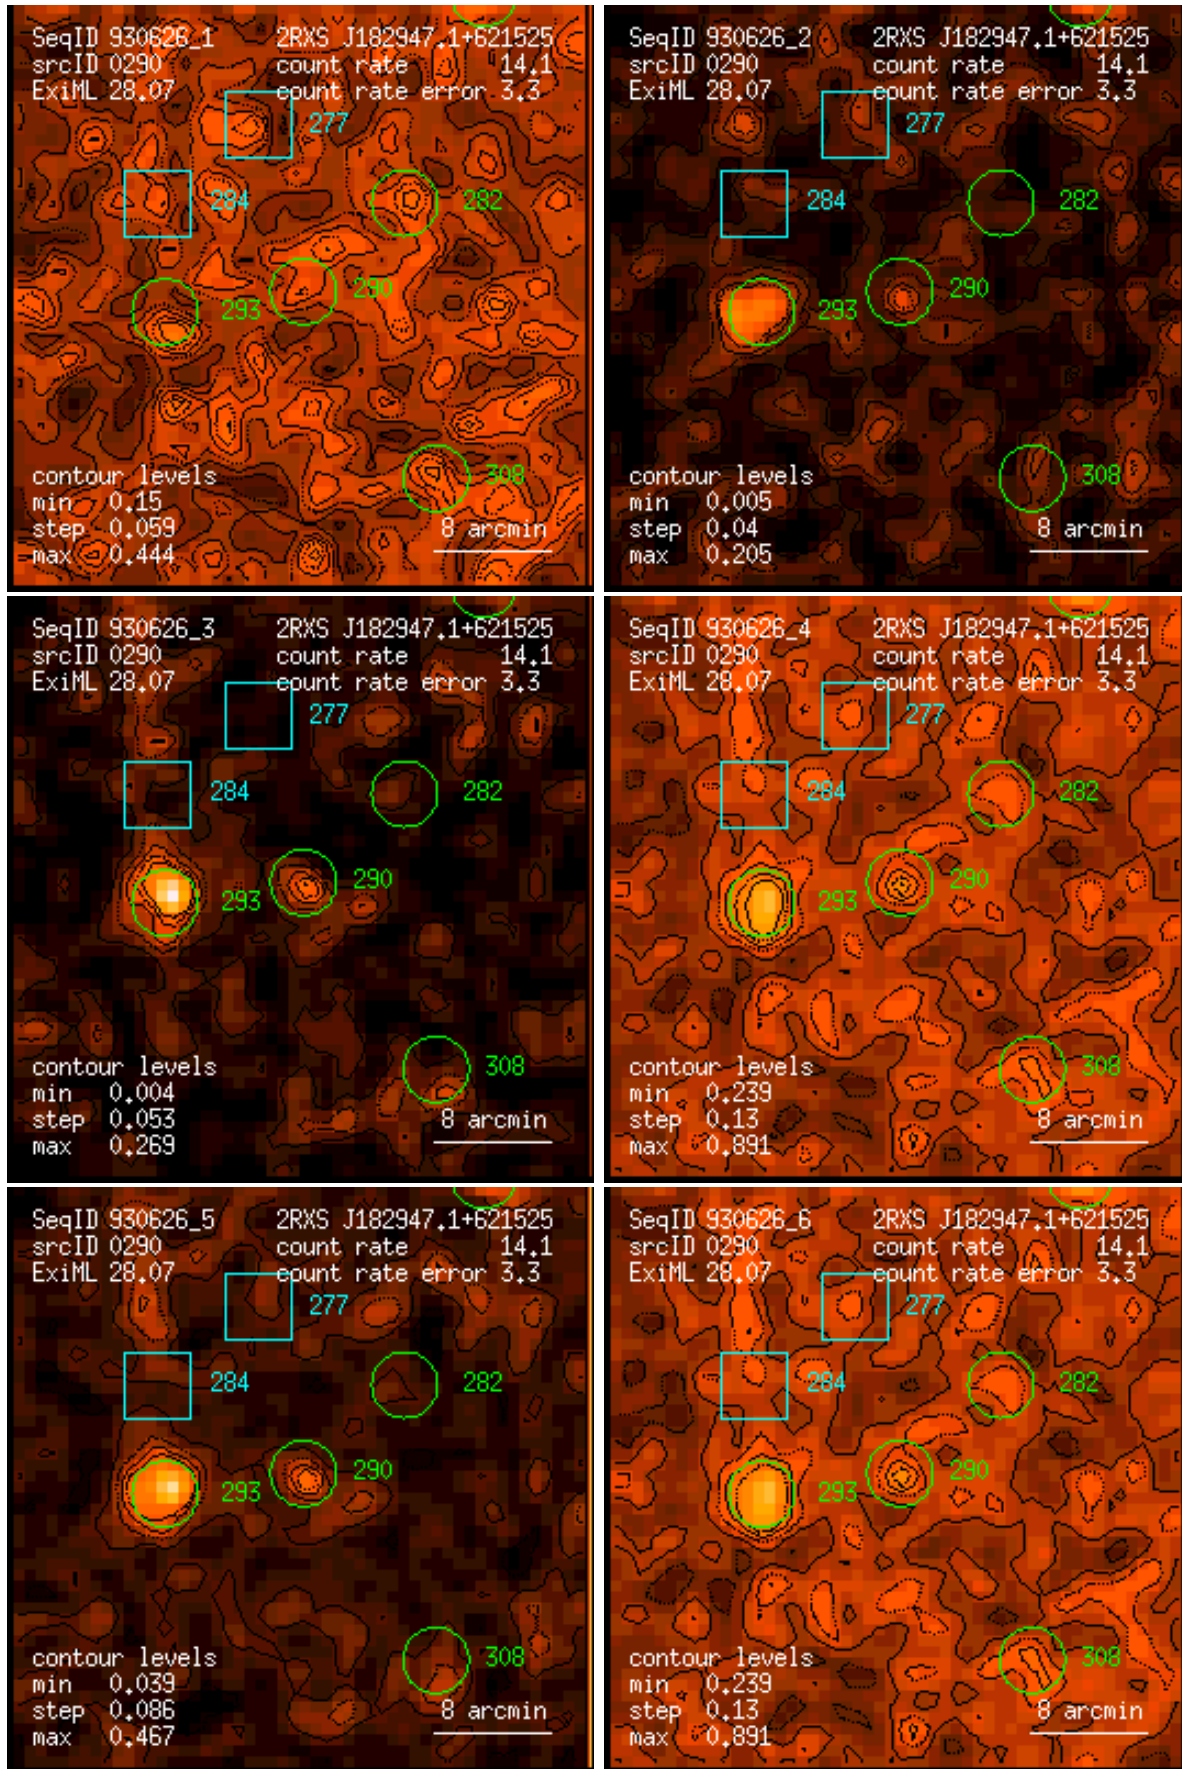 SeqID 930626_1 2RXS J182947.1+621525
srcID 0290 count rate 14.1
ExiML 28.07 count rate error 3.3
277
284 282
290
293
308
contour levels
min 0.15
step 0.059 8 arcmin
max 0.444
SeqID 930626_2 2RXS J182947.1+621525
srcID 0290 count rate 14.1
ExiML 28.07 count rate error 3.3
277
284 282
290
293
308
contour levels
min 0.005
step 0.04 8 arcmin
max 0.205
SeqID 930626_3 2RXS J182947.1+621525
srcID 0290 count rate 14.1
ExiML 28.07 count rate error 3.3
277
284 282
290
293
308
contour levels
min 0.004
step 0.053 8 arcmin
max 0.269
SeqID 930626_4 2RXS J182947.1+621525
srcID 0290 count rate 14.1
ExiML 28.07 count rate error 3.3
277
284 282
290
293
308
contour levels
min 0.239
step 0.13 8 arcmin
max 0.891
SeqID 930626_5 2RXS J182947.1+621525
srcID 0290 count rate 14.1
ExiML 28.07 count rate error 3.3
277
284 282
290
293
308
contour levels
min 0.039
step 0.086 8 arcmin
max 0.467
SeqID 930626_6 2RXS J182947.1+621525
srcID 0290 count rate 14.1
ExiML 28.07 count rate error 3.3
277
284 282
290
293
308
contour levels
min 0.239
step 0.13 8 arcmin
max 0.891